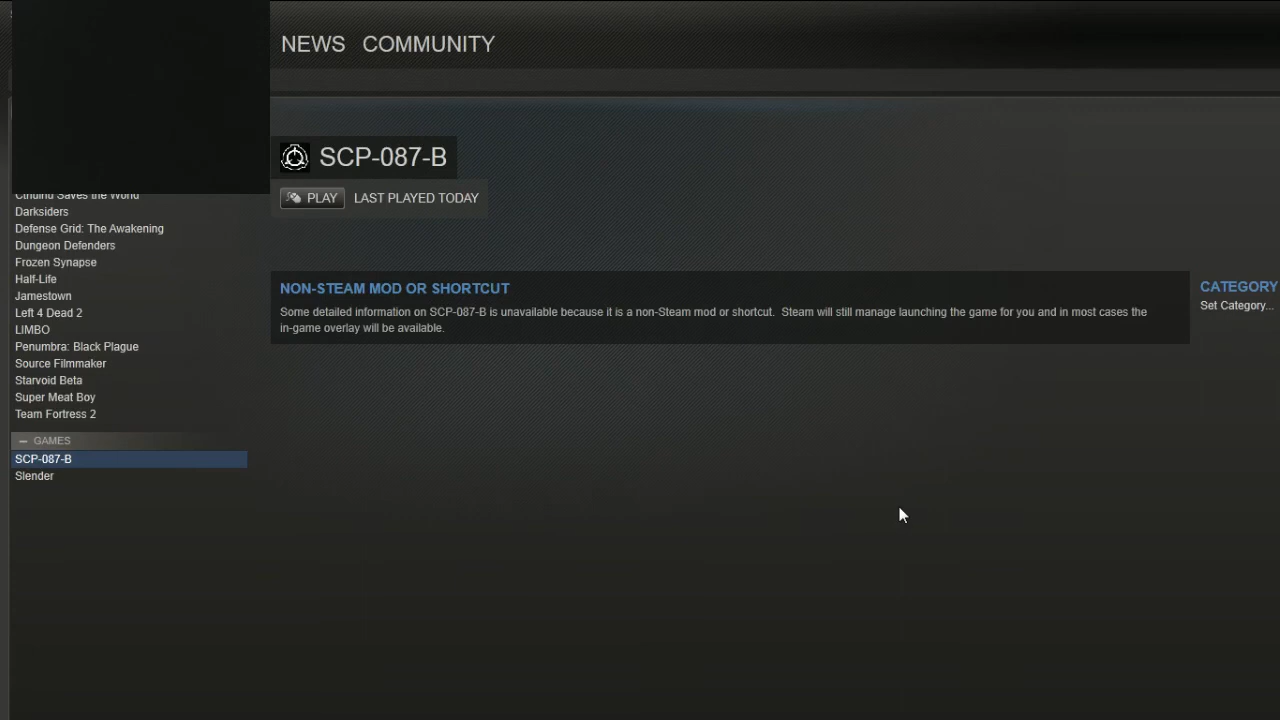 NEWS COMMUNITY
SCP-087-B
PLAY LAST PLAYED TODAY
Cthulhu Saves the World
Darksiders
Defense Grid: The Awakening
Dungeon Defenders
Frozen Synapse
Half-Life
Jamestown
Left 4 Dead 2
LIMBO
Penumbra: Black Plague
Source Filmmaker
Starvoid Beta
Super Meat Boy
Team Fortress 2
GAMES
SCP-087-B
Slender
NON-STEAM MOD OR SHORTCUT
Some detailed information on SCP-087-B is unavailable because it is a non-Steam mod or shortcut. Steam will still manage launching the game for you and in most cases the
in-game overlay will be available.
CATEGORY
Set Category...